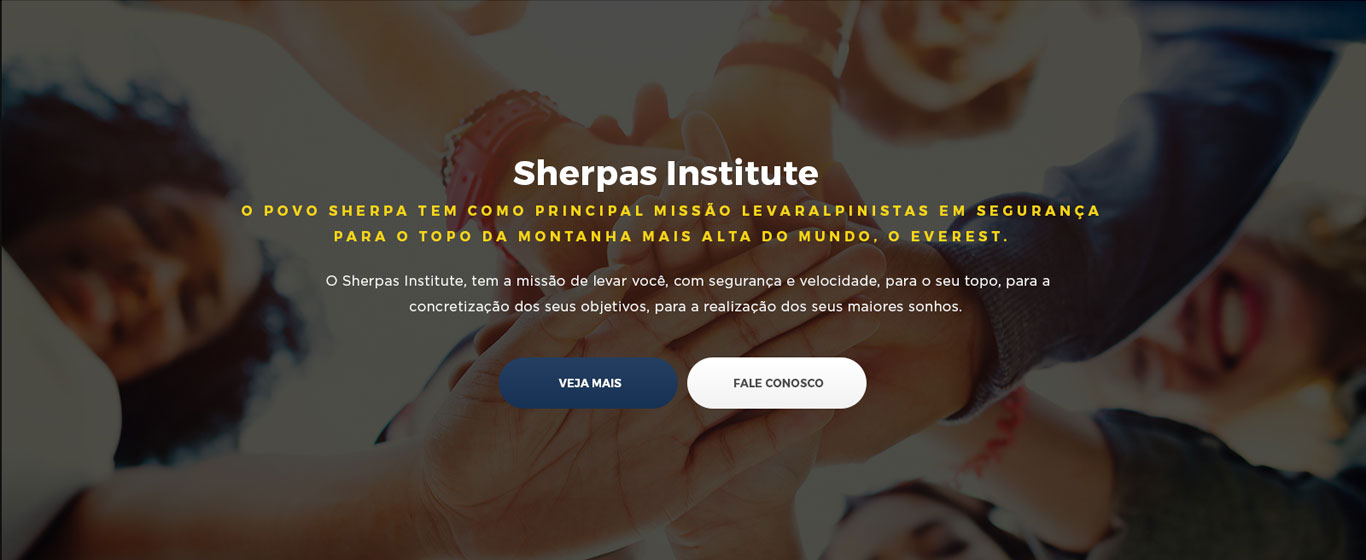 Sherpas Institute
O POVO SHERPA TEM COMO PRINCIPAL MISSÃO LEVARALPINISTAS EM SEGURANÇA
PARA O TOPO DA MONTANHA MAIS ALTA DO MUNDO, O EVEREST.
O Sherpas Institute, tem a missão de levar você, com segurança e velocidade, para o seu topo, para a
concretização dos seus objetivos, para a realização dos seus maiores sonhos.
VEJA MAIS FALE CONOSCO